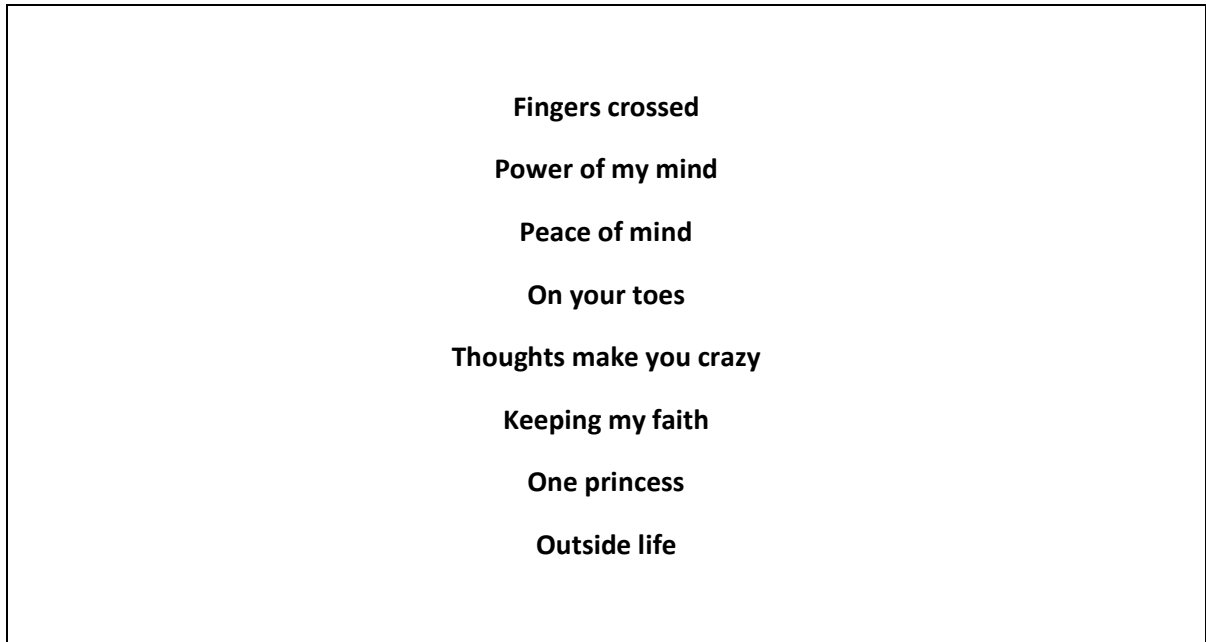 Fingers crossed
Power of my mind
Peace of mind
On your toes
Thoughts make you crazy
Keeping my faith
One princess
Outside life